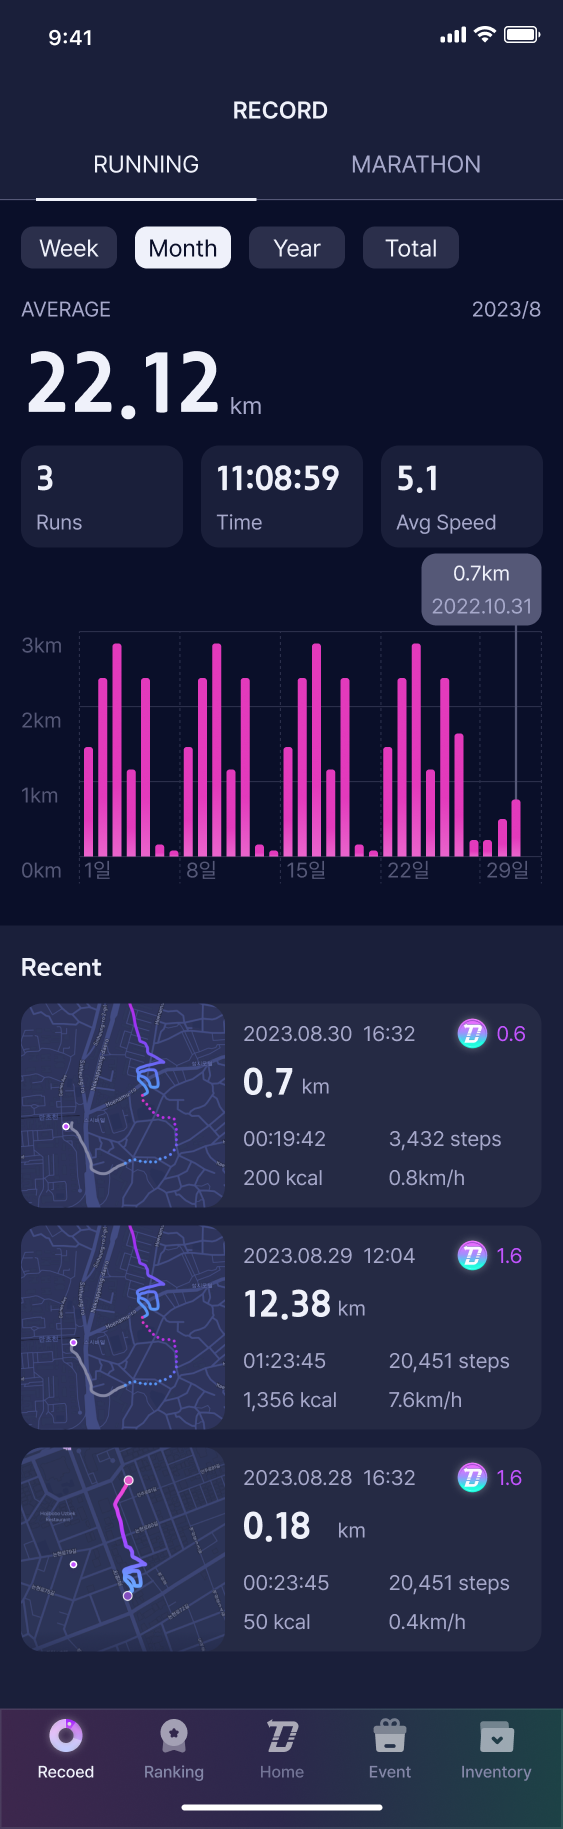 9:41
RECORD
RUNNING MARATHON
Week Month Year Total
AVERAGE 2023/8
22.12 km
3 11:08:59 5.1
Runs Time Avg Speed
0.7km
2022.10.31
3km
2km
1km
0km 1일 8일 15일 22일 29일
Recent
2023.08.30 16:32 0.6
0.7 km
00:19:42 3,432 steps
200 kcal 0.8km/h
2023.08.29 12:04 1.6
12.38 km
01:23:45 20,451 steps
1,356 kcal 7.6km/h
2023.08.28 16:32 1.6
0.18 km
00:23:45 20,451 steps
50 kcal 0.4km/h
Recoed Ranking Home Event Inventory